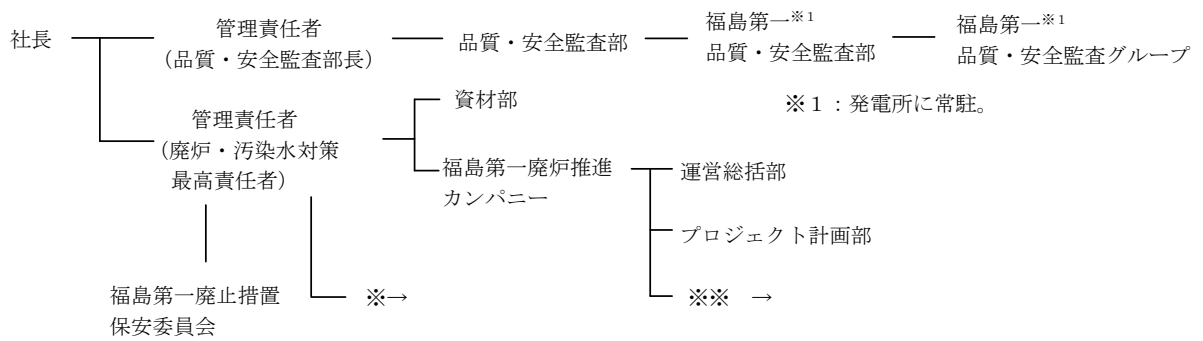 社長
管理責任者
(品質・安全監査部長)
品質・安全監査部
福島第一※1
品質・安全監査部
福島第一※1
品質・安全監査グループ
※1:発電所に常駐。
管理責任者
(廃炉・汚染水対策
最高責任者)
資材部
福島第一廃炉推進
カンパニー
運営総括部
プロジェクト計画部
福島第一廃止措置
保安委員会
※→
※※ →